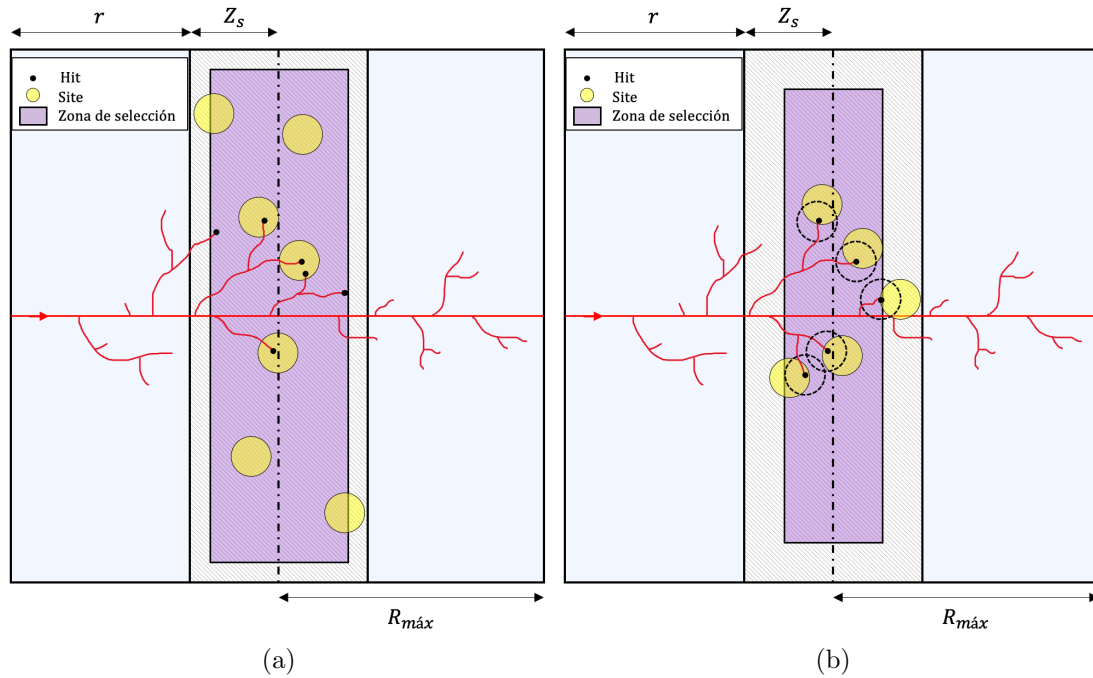 r
Z_s
Hit
Site
Zona de selección
R_máx
(a)
r
Z_s
Hit
Site
Zona de selección
R_máx
(b)